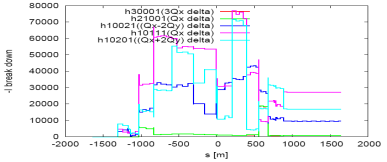 80000
70000
60000
50000
40000
30000
20000
10000
0
-2000 -1500 -1000 -500 0 500 1000 1500 2000
s [m]
-I break down
h30001(3Qx delta)
h21001(Qx delta)
h10021((Qx-2Qy) delta)
h10111(Qx delta)
h10201((Qx+2Qy) delta)